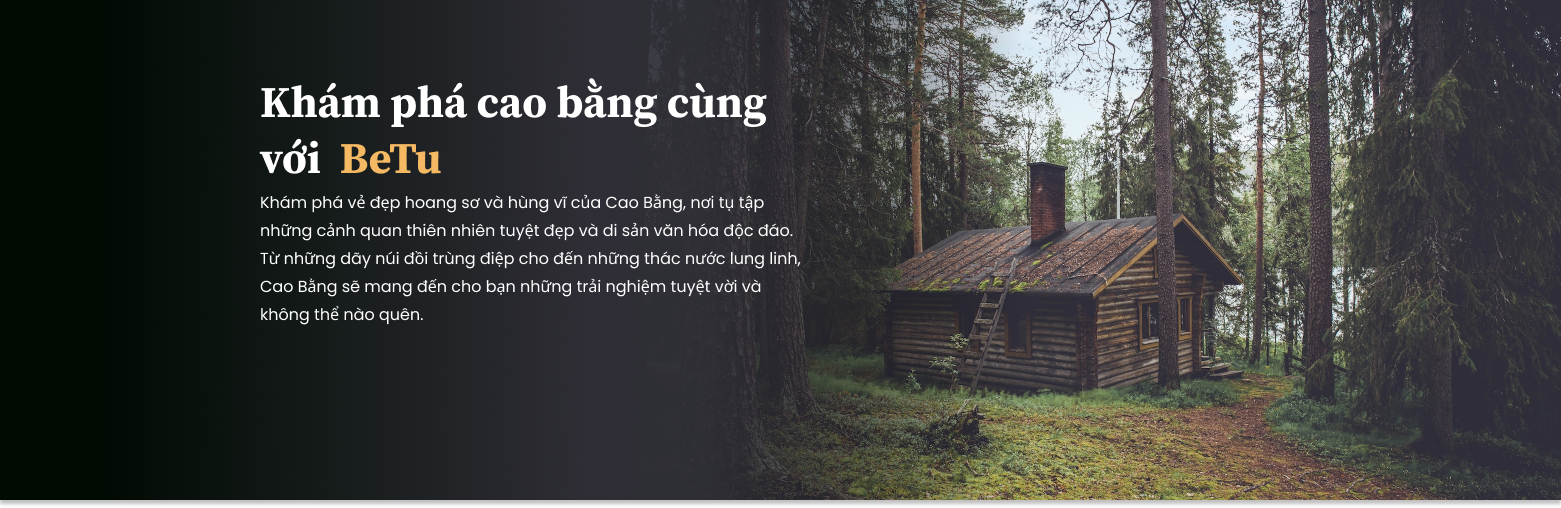 Khám phá cao bằng cùng
với BeTu
Khám phá vẻ đẹp hoang sơ và hùng vĩ của Cao Bằng, nơi tụ tập
những cảnh quan thiên nhiên tuyệt đẹp và di sản văn hóa độc đáo.
Từ những dãy núi đồi trùng điệp cho đến những thác nước lung linh,
Cao Bằng sẽ mang đến cho bạn những trải nghiệm tuyệt vời và
không thể nào quên.